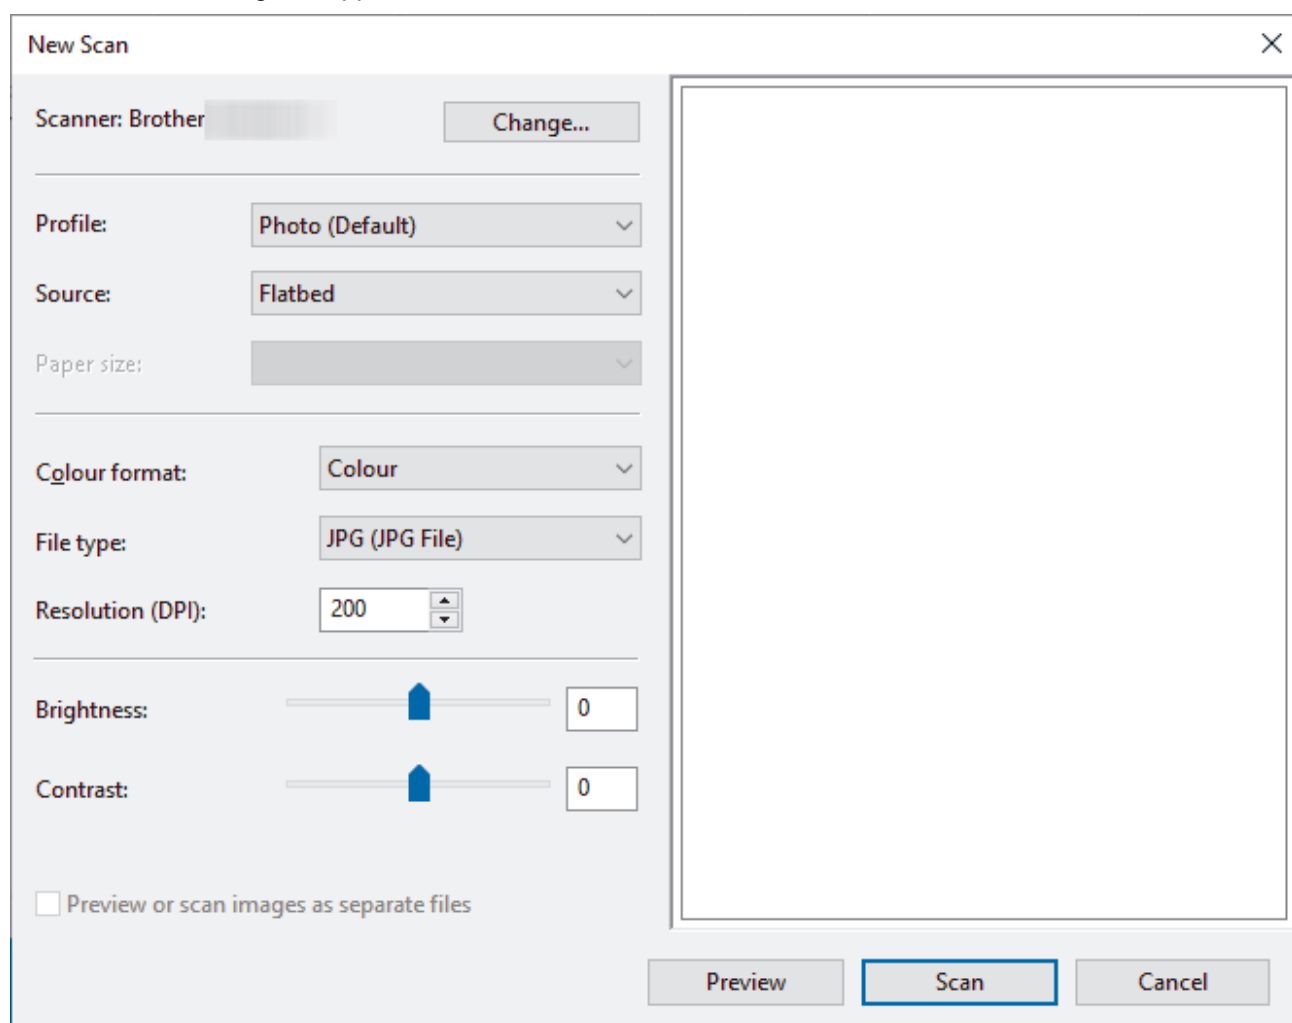 New Scan
Scanner: Brother
Change...
Profile:
Photo (Default)
Source:
Flatbed
Paper size:
Colour format:
Colour
File type:
JPG (JPG File)
Resolution (DPI):
200
Brightness:
0
Contrast:
0
Preview or scan images as separate files
Preview
Scan
Cancel